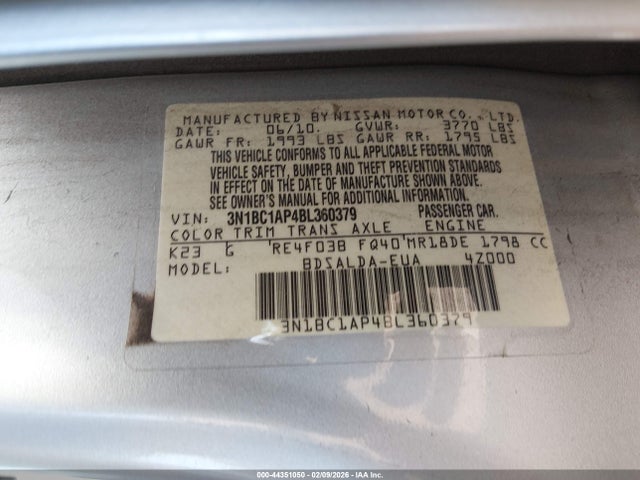 MANUFACTURED BY NISSAN MOTOR CO., LTD.
DATE: 06/10. GVWR: 3770 LBS
GAWR FR: 1993 LBS GAWR RR: 1795 LBS
THIS VEHICLE CONFORMS TO ALL APPLICABLE FEDERAL MOTOR
VEHICLE SAFETY, BUMPER, AND THEFT PREVENTION STANDARDS
IN EFFECT ON THE DATE OF MANUFACTURE SHOWN ABOVE.
SEE OWNER'S MANUAL FOR ADDITIONAL INFORMATION.
VIN: 3N1BC1AP4BL360379 PASSENGER CAR.
COLOR TRIM TRANS AXLE ENGINE
K23 G RE4F03B FQ40 MR18DE 1798 CC
MODEL: BDSALDA-EUA 4Z000
3N1BC1AP4BL360379
000-44351050 - 02/09/2026 - IAA Inc.